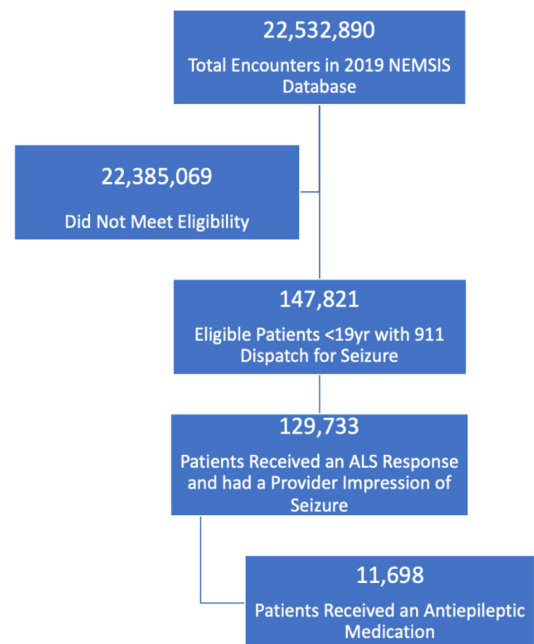 22,532,890
Total Encounters in 2019 NEMSIS
Database
22,385,069
Did Not Meet Eligibility
147,821
Eligible Patients <19yr with 911
Dispatch for Seizure
129,733
Patients Received an ALS Response
and had a Provider Impression of
Seizure
11,698
Patients Received an Antiepileptic
Medication